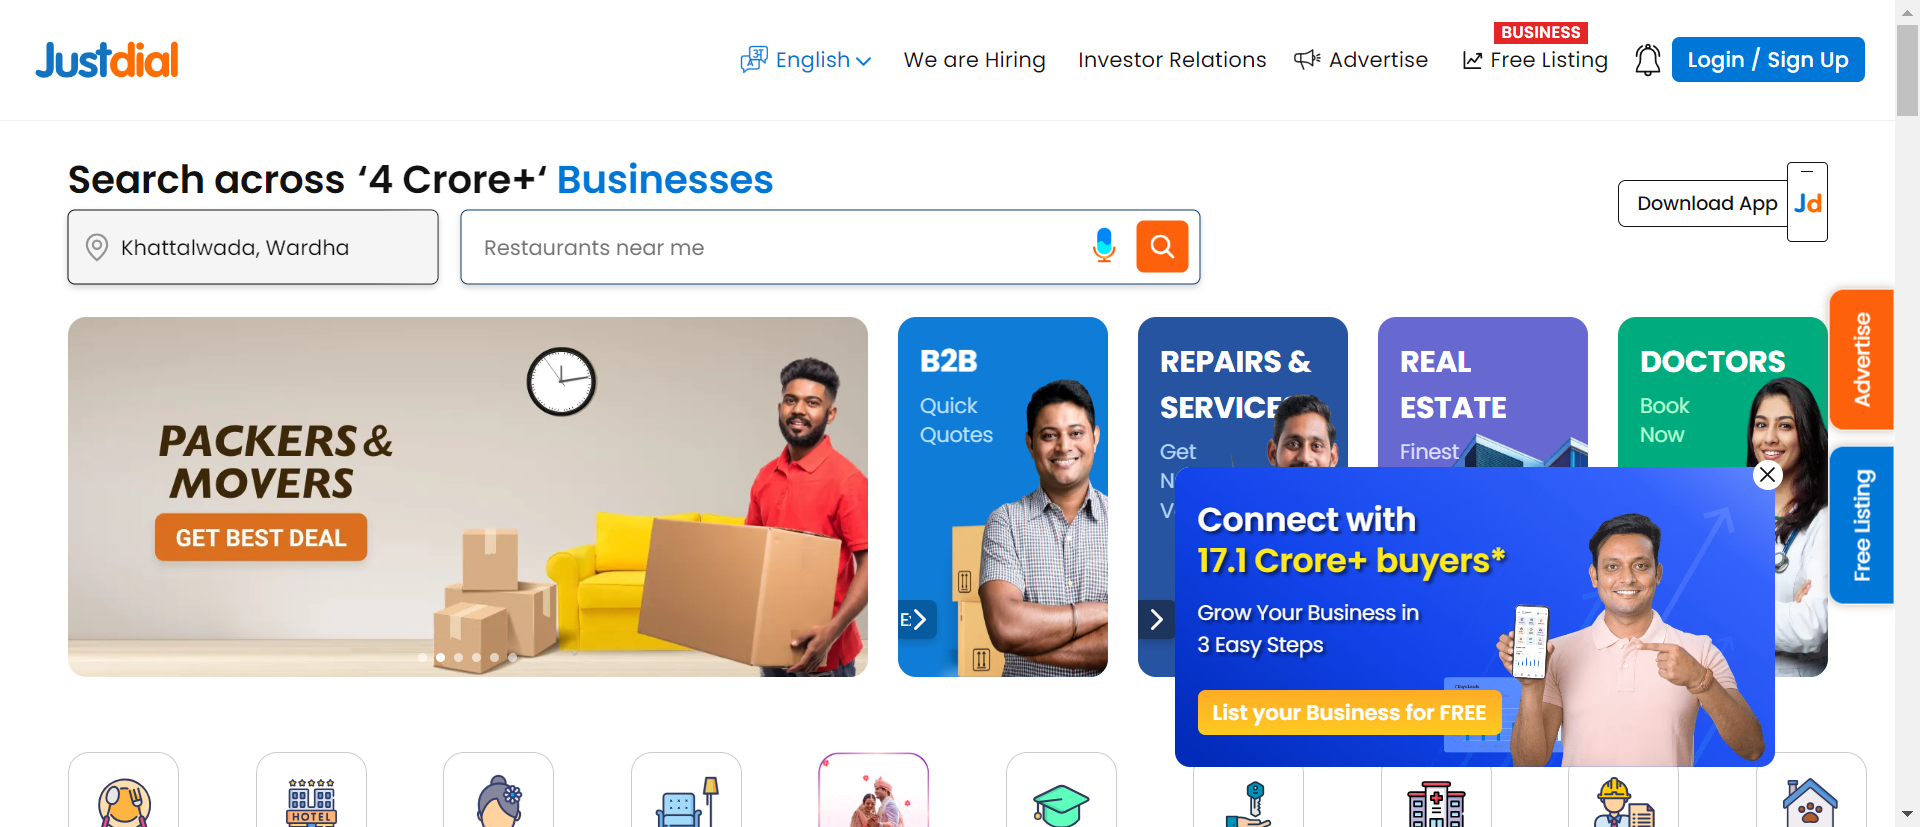 Justdial
English
We are Hiring
Investor Relations
Advertise
BUSINESS
Free Listing
Login / Sign Up
Search across ‘4 Crore+‘ Businesses
Download App
Jd
Khattalwada, Wardha
Restaurants near me
PACKERS &
MOVERS
GET BEST DEAL
B2B
Quick
Quotes
REPAIRS &
SERVICES
Get
REAL
ESTATE
Finest
DOCTORS
Book
Now
Advertise
Free Listing
Connect with
17.1 Crore+ buyers*
Grow Your Business in
3 Easy Steps
List your Business for FREE
HOTEL